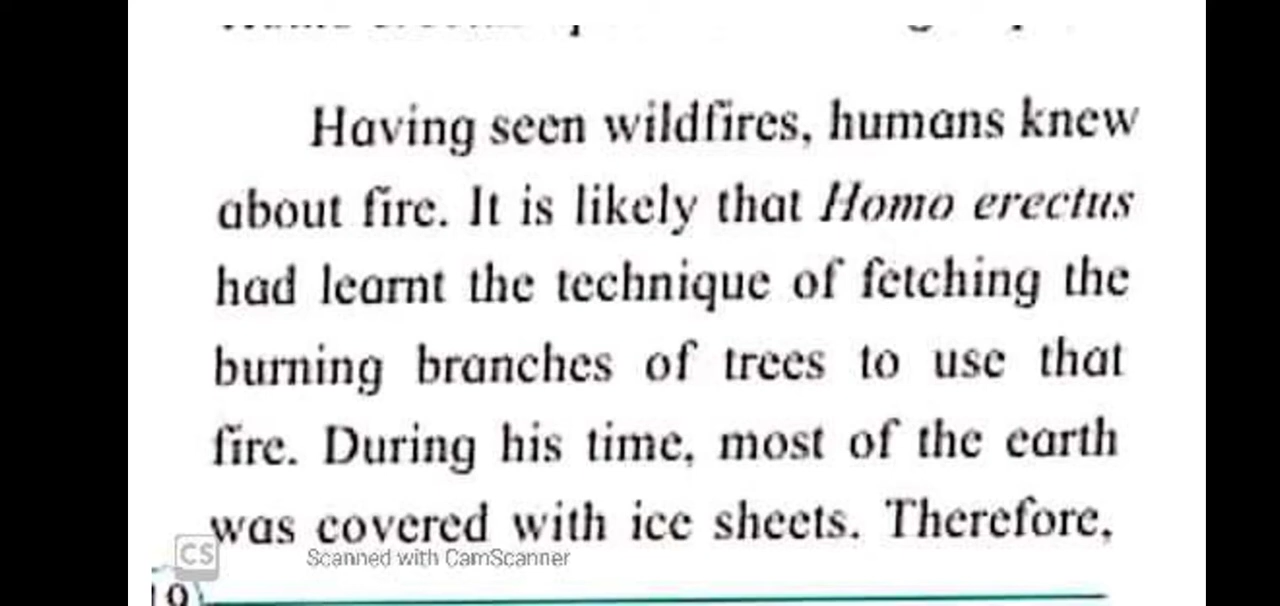 Having seen wildfires, humans knew
about fire. It is likely that Homo erectus
had learnt the technique of fetching the
burning branches of trees to use that
fire. During his time, most of the earth
was covered with ice sheets. Therefore,
CS Scanned with CamScanner